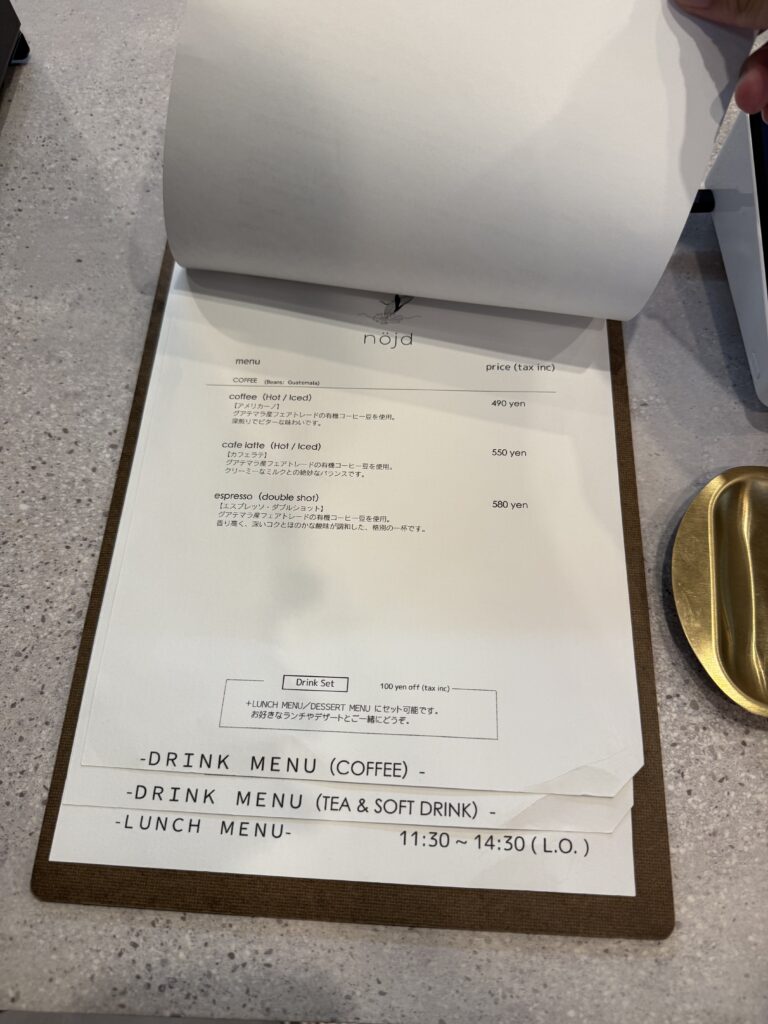 nöjd
menu
price (tax inc)
COFFEE (Beans: Guatemala)
coffee (Hot / Iced)
490 yen
【アメリカーノ】
グアテマラ産フェアトレードの有機コーヒー豆を使用。
深煎りでビターな味わいです。
cafe latte (Hot / Iced)
550 yen
【カフェラテ】
グアテマラ産フェアトレードの有機コーヒー豆を使用。
クリーミーなミルクとの絶妙なバランスです。
espresso (double shot)
580 yen
【エスプレッソ・ダブルショット】
グアテマラ産フェアトレードの有機コーヒー豆を使用。
香り高く、深いコクとほのかな酸味が調和した、格別の一杯です。
Drink Set
100 yen off (tax inc)
+LUNCH MENU/DESSERT MENU にセット可能です。
お好きなランチやデザートとご一緒にどうぞ。
-DRINK MENU (COFFEE) -
-DRINK MENU (TEA & SOFT DRINK) -
-LUNCH MENU-
11:30 ~ 14:30 ( L.O. )